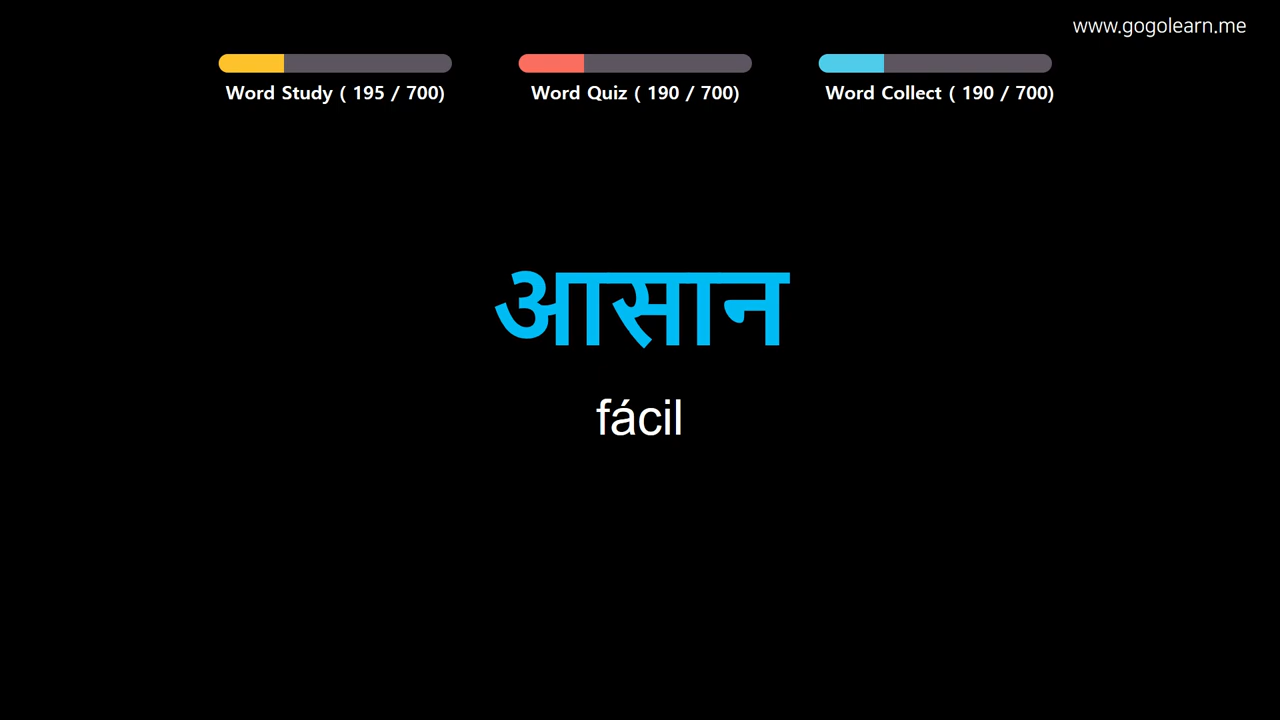 www.gogolearn.me
Word Study ( 195 / 700)
Word Quiz ( 190 / 700)
Word Collect ( 190 / 700)
आसान
fácil